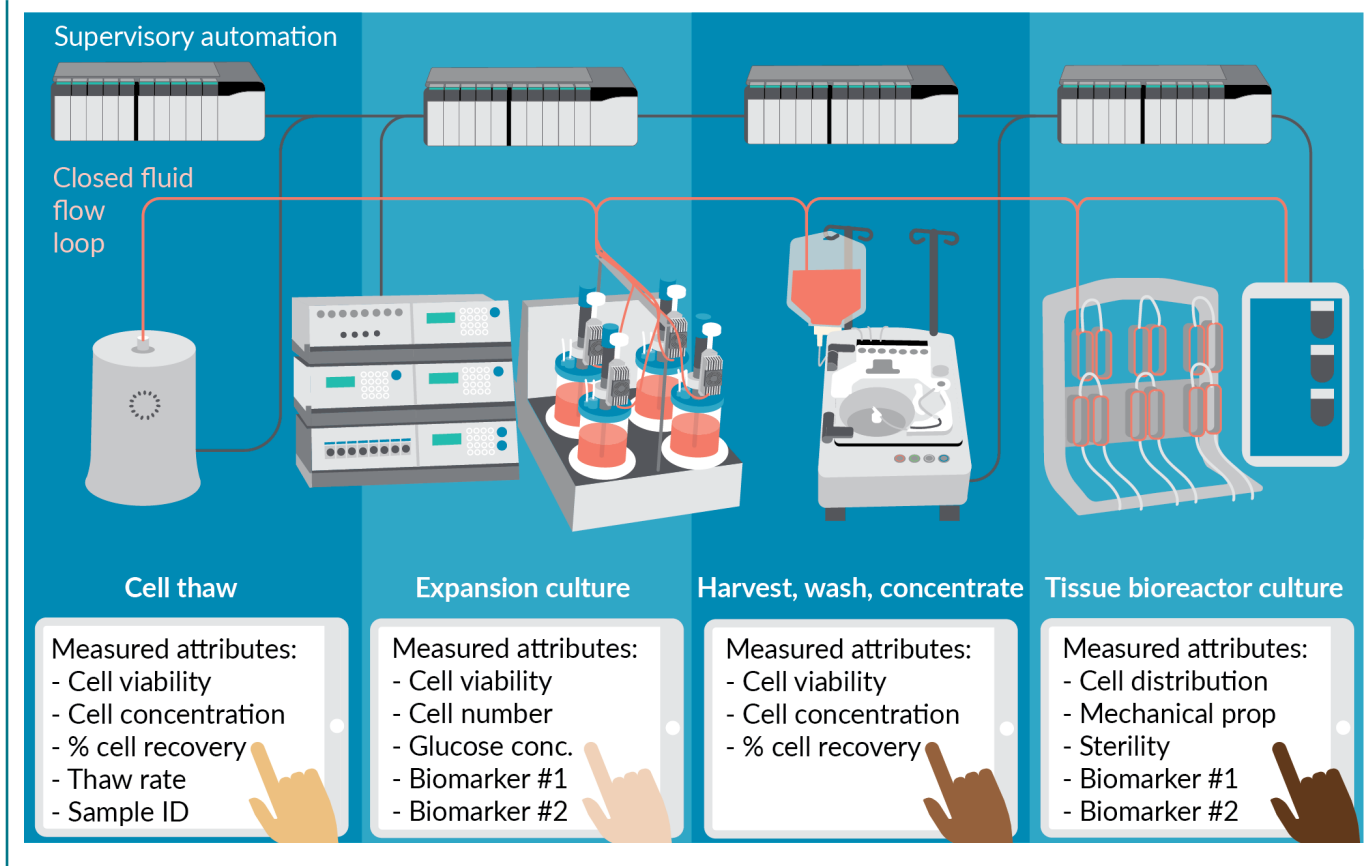 Supervisory automation
Closed fluid
flow
loop
Cell thaw
Measured attributes:
- Cell viability
- Cell concentration
- % cell recovery
- Thaw rate
- Sample ID
Expansion culture
Measured attributes:
- Cell viability
- Cell number
- Glucose conc.
- Biomarker #1
- Biomarker #2
Harvest, wash, concentrate
Measured attributes:
- Cell viability
- Cell concentration
- % cell recovery
Tissue bioreactor culture
Measured attributes:
- Cell distribution
- Mechanical prop
- Sterility
- Biomarker #1
- Biomarker #2